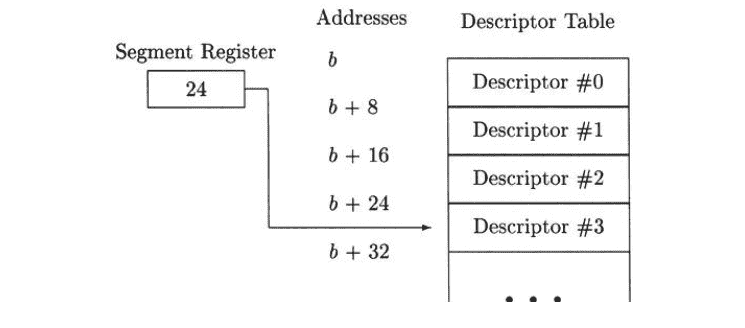 Addresses
Descriptor Table
Segment Register
24
b
b + 8
b + 16
b + 24
b + 32
Descriptor #0
Descriptor #1
Descriptor #2
Descriptor #3
• • •